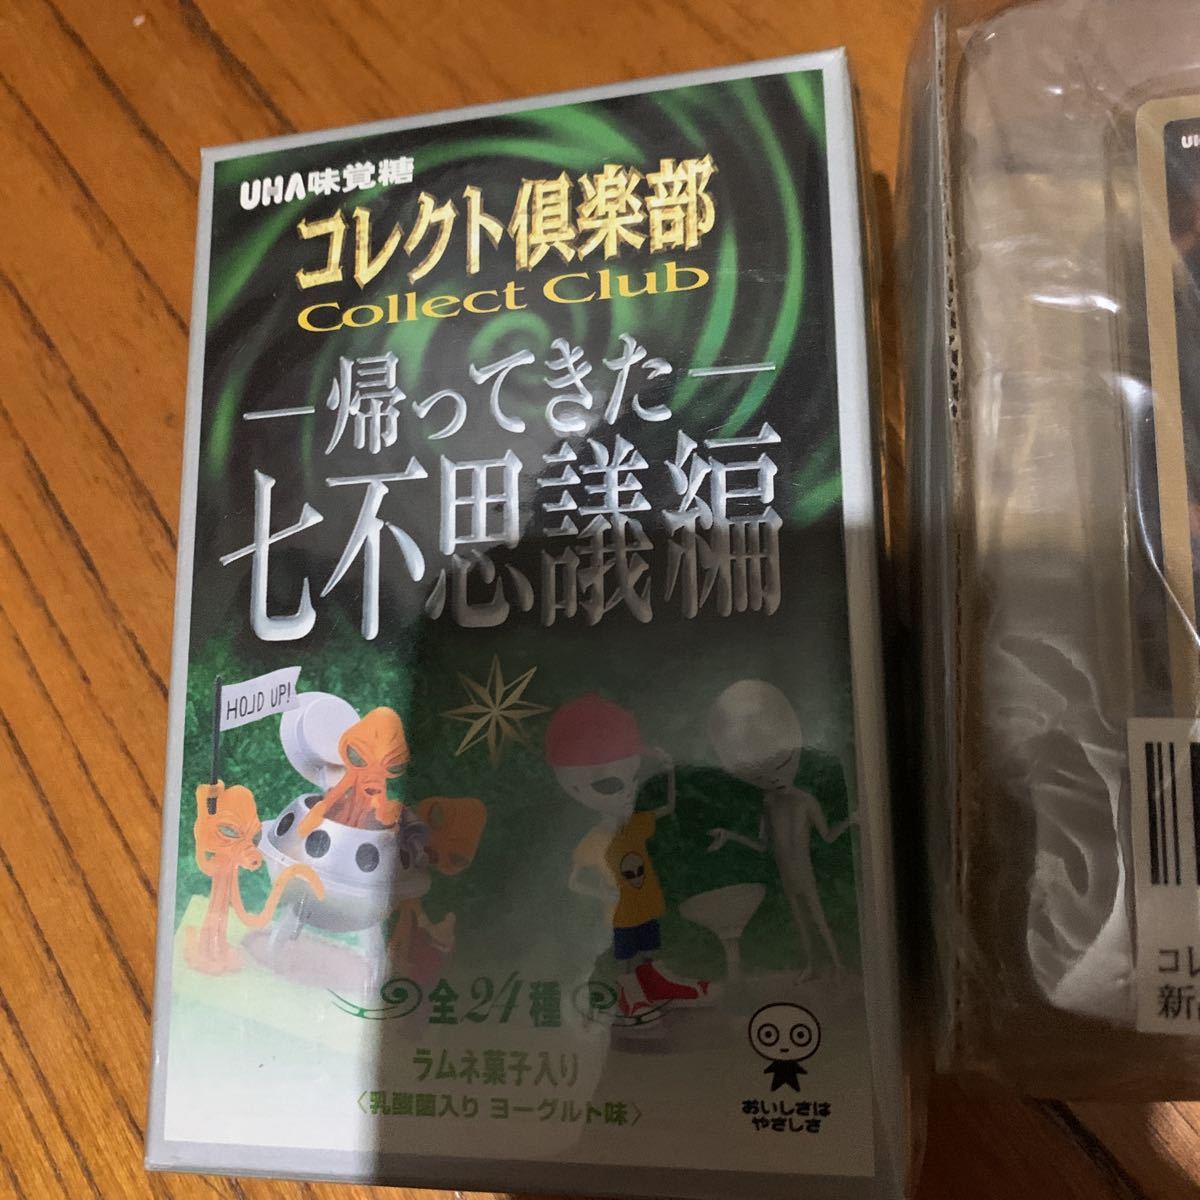 UHA味覚糖
コレクト倶楽部
Collect Club
―帰ってきた―
七不思議編
HOLD UP!
全24種
ラムネ菓子入り
〈乳酸菌入り ヨーグルト味〉
おいしさは
やさしさ
コレ
新